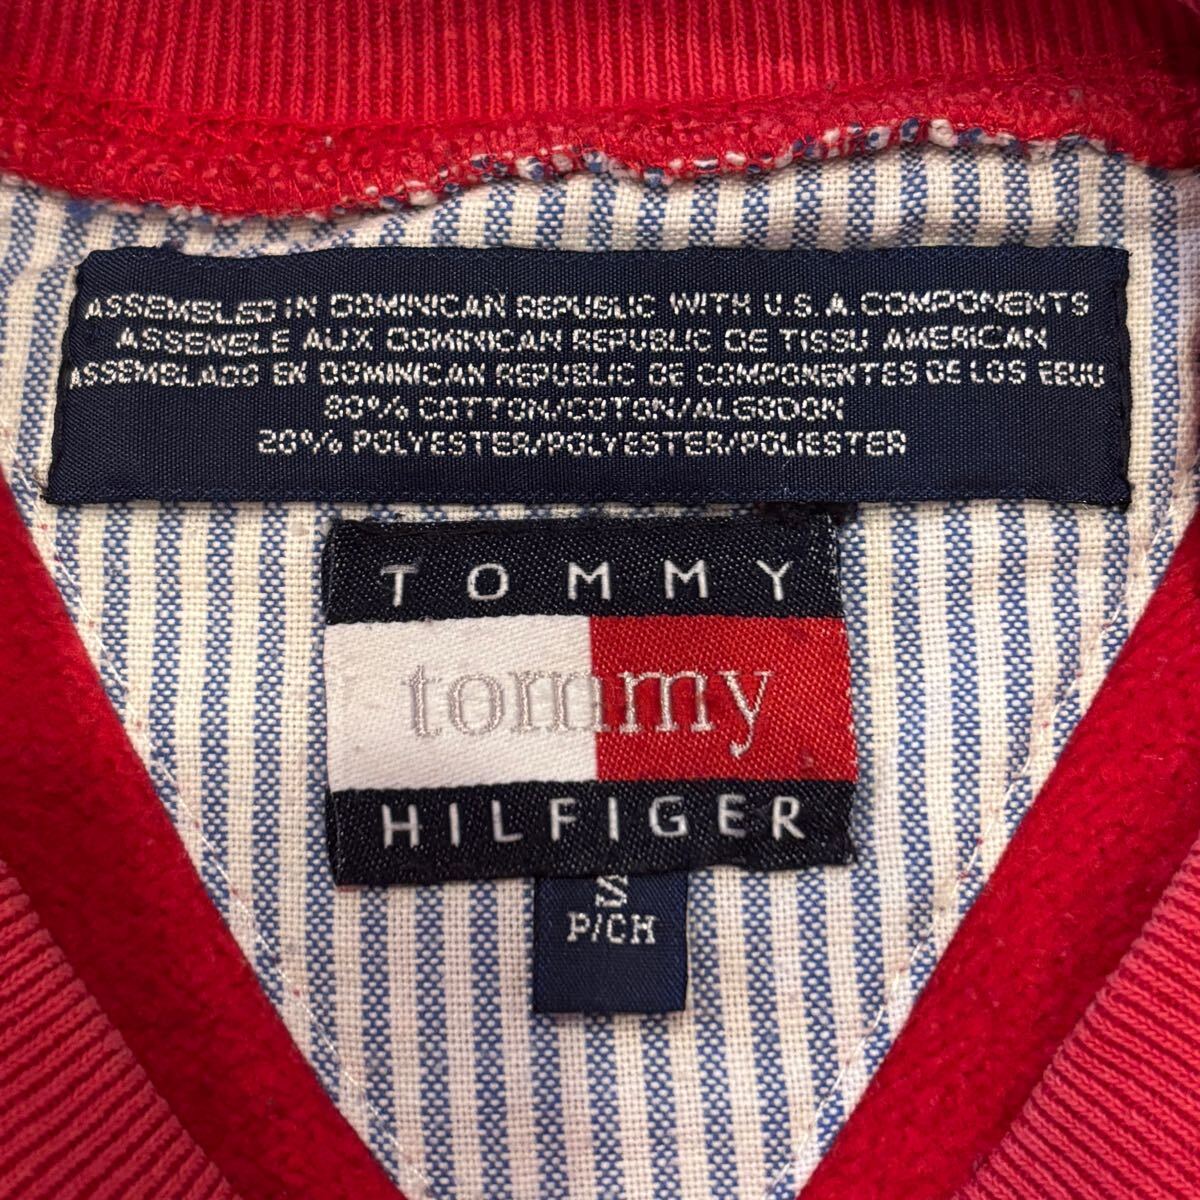 ASSEMBLED IN DOMINICAN REPUBLIC WITH U.S.A. COMPONENTS
ASSEMBLE AUX DOMINICAN REPUBLIC DE TISSU AMERICAN
ASSEMBLADO EN DOMINICAN REPUBLIC DE COMPONENTES DE LOS EEUU
80% COTTON/COTON/ALGODON
20% POLYESTER/POLYESTER/POLIESTER
TOMMY
tommy
HILFIGER
S
P/CH